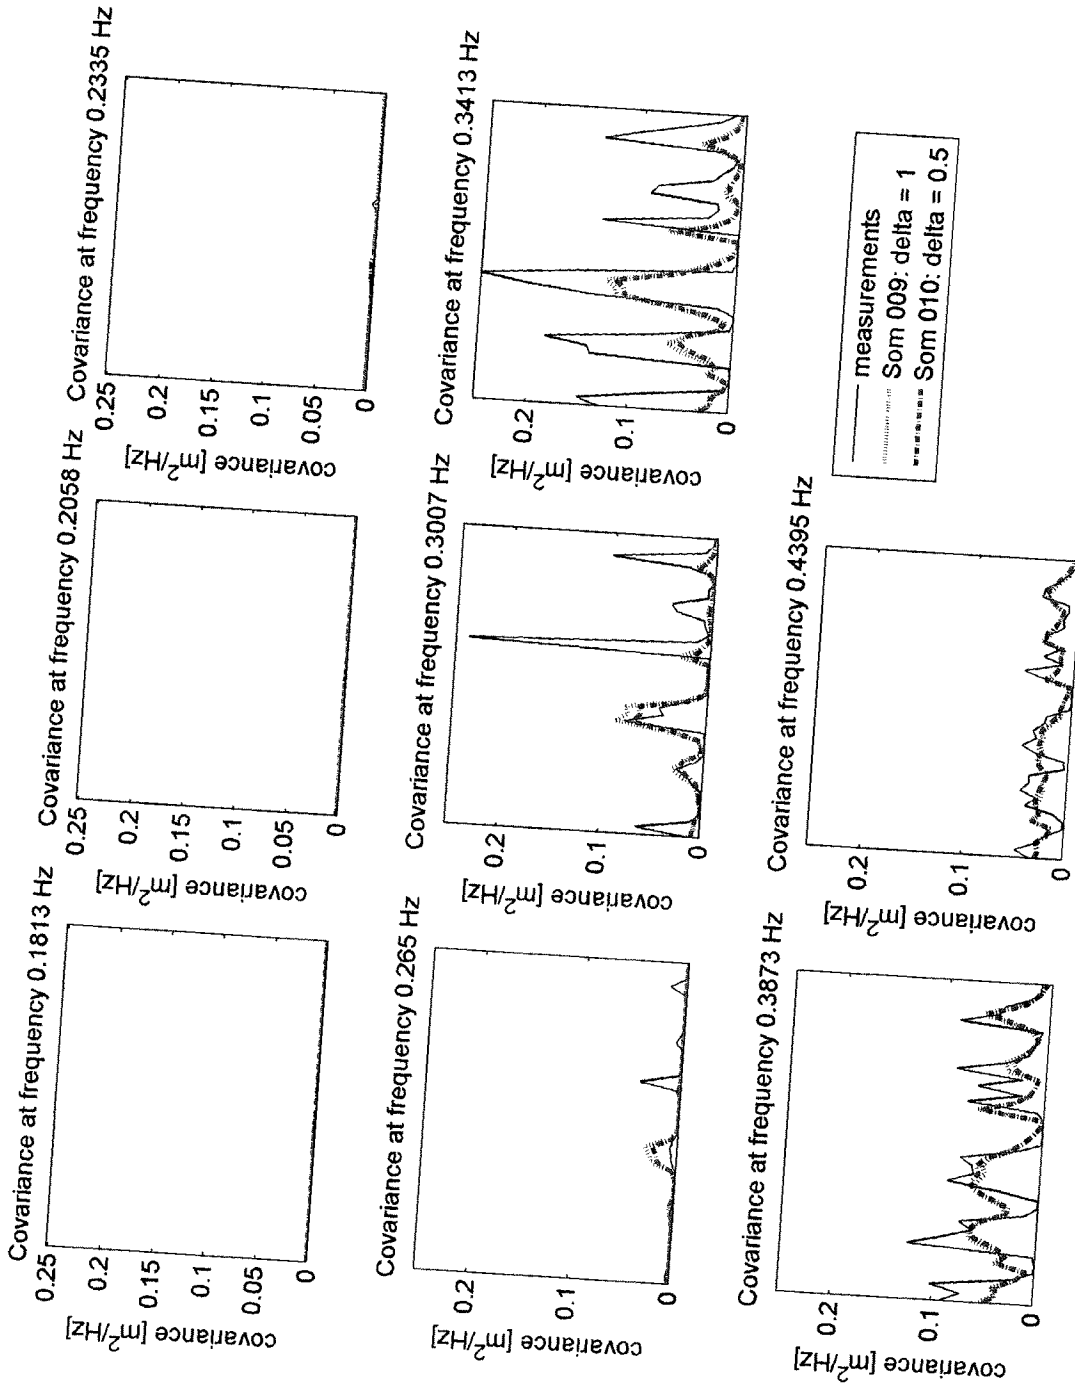 Covariance at frequency 0.1813 Hz
0.25
0.2
0.15
0.1
0.05
0
covariance [m²/Hz]
Covariance at frequency 0.2058 Hz
0.25
0.2
0.15
0.1
0.05
0
covariance [m²/Hz]
Covariance at frequency 0.2335 Hz
0.25
0.2
0.15
0.1
0.05
0
covariance [m²/Hz]
Covariance at frequency 0.265 Hz
0.2
0.1
0
covariance [m²/Hz]
Covariance at frequency 0.3007 Hz
0.2
0.1
0
covariance [m²/Hz]
Covariance at frequency 0.3413 Hz
0.2
0.1
0
covariance [m²/Hz]
Covariance at frequency 0.3873 Hz
0.2
0.1
0
covariance [m²/Hz]
Covariance at frequency 0.4395 Hz
0.2
0.1
0
covariance [m²/Hz]
measurements
Som 009: delta = 1
Som 010: delta = 0.5